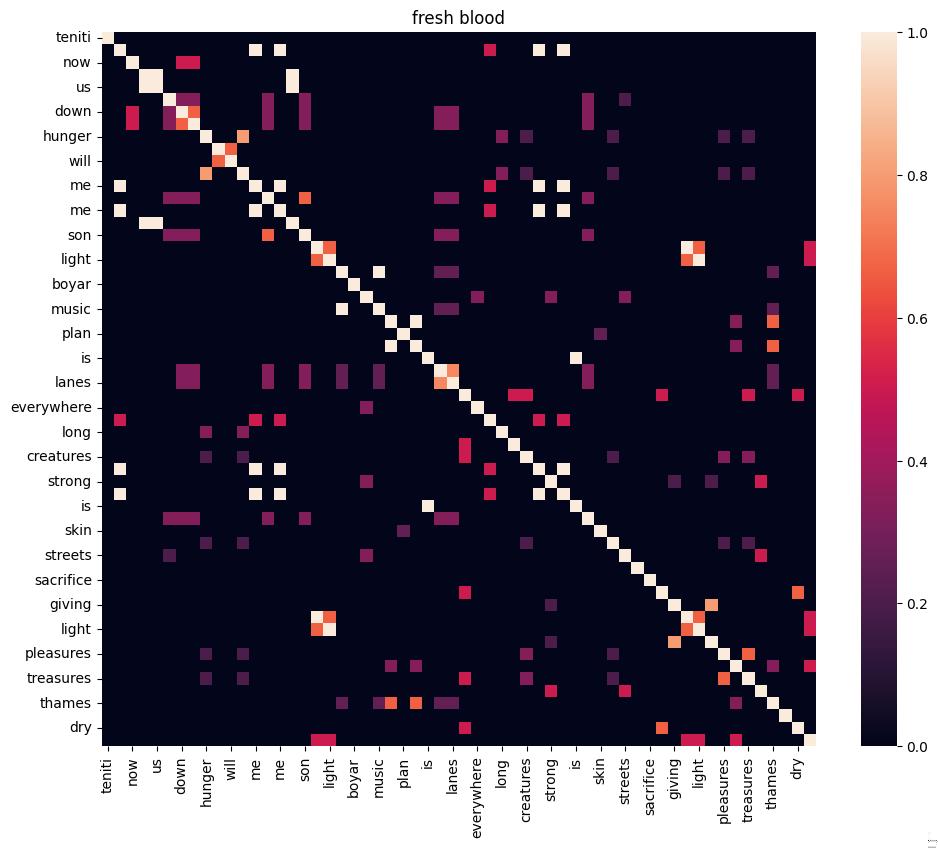 fresh blood
teniti
now
us
down
hunger
will
me
me
son
light
boyar
music
plan
is
lanes
everywhere
long
creatures
strong
is
skin
streets
sacrifice
giving
light
pleasures
treasures
thames
dry
1.0
0.8
0.6
0.4
0.2
0.0
teniti now us down hunger will me me son light boyar music plan is lanes everywhere long creatures strong is skin streets sacrifice giving light pleasures treasures thames dry